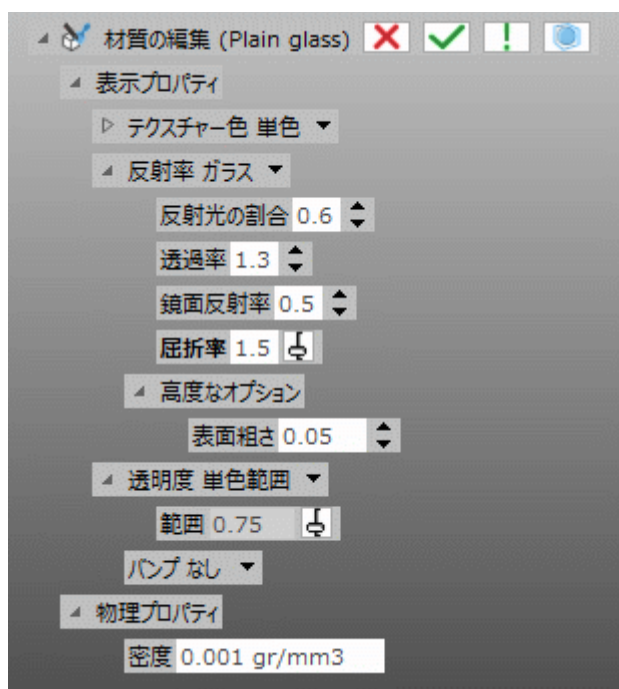 材質の編集 (Plain glass)
表示プロパティ
テクスチャー色 単色
反射率 ガラス
反射光の割合 0.6
透過率 1.3
鏡面反射率 0.5
屈折率 1.5
高度なオプション
表面粗さ 0.05
透明度 単色範囲
範囲 0.75
バンプ なし
物理プロパティ
密度 0.001 gr/mm3